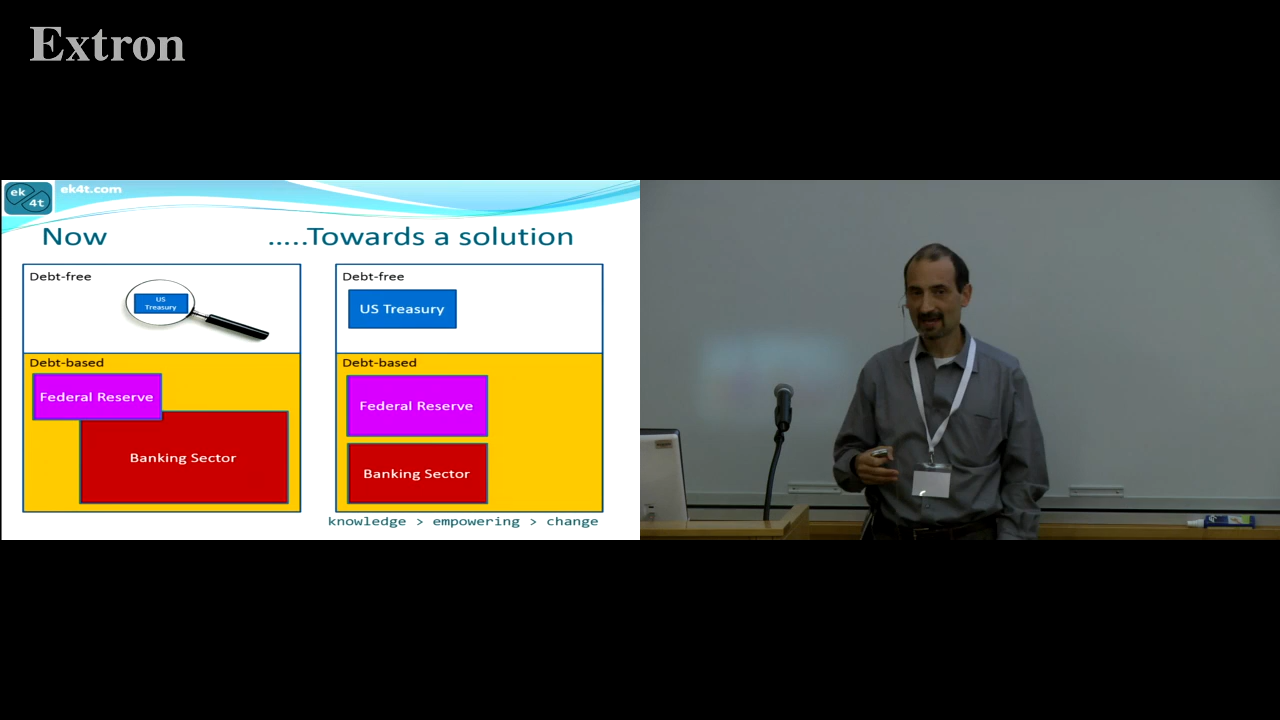 Extron
ek
4t
ek4t.com
Now
.....Towards a solution
Debt-free
US
Treasury
Debt-based
Federal Reserve
Banking Sector
Debt-free
US Treasury
Debt-based
Federal Reserve
Banking Sector
knowledge > empowering > change